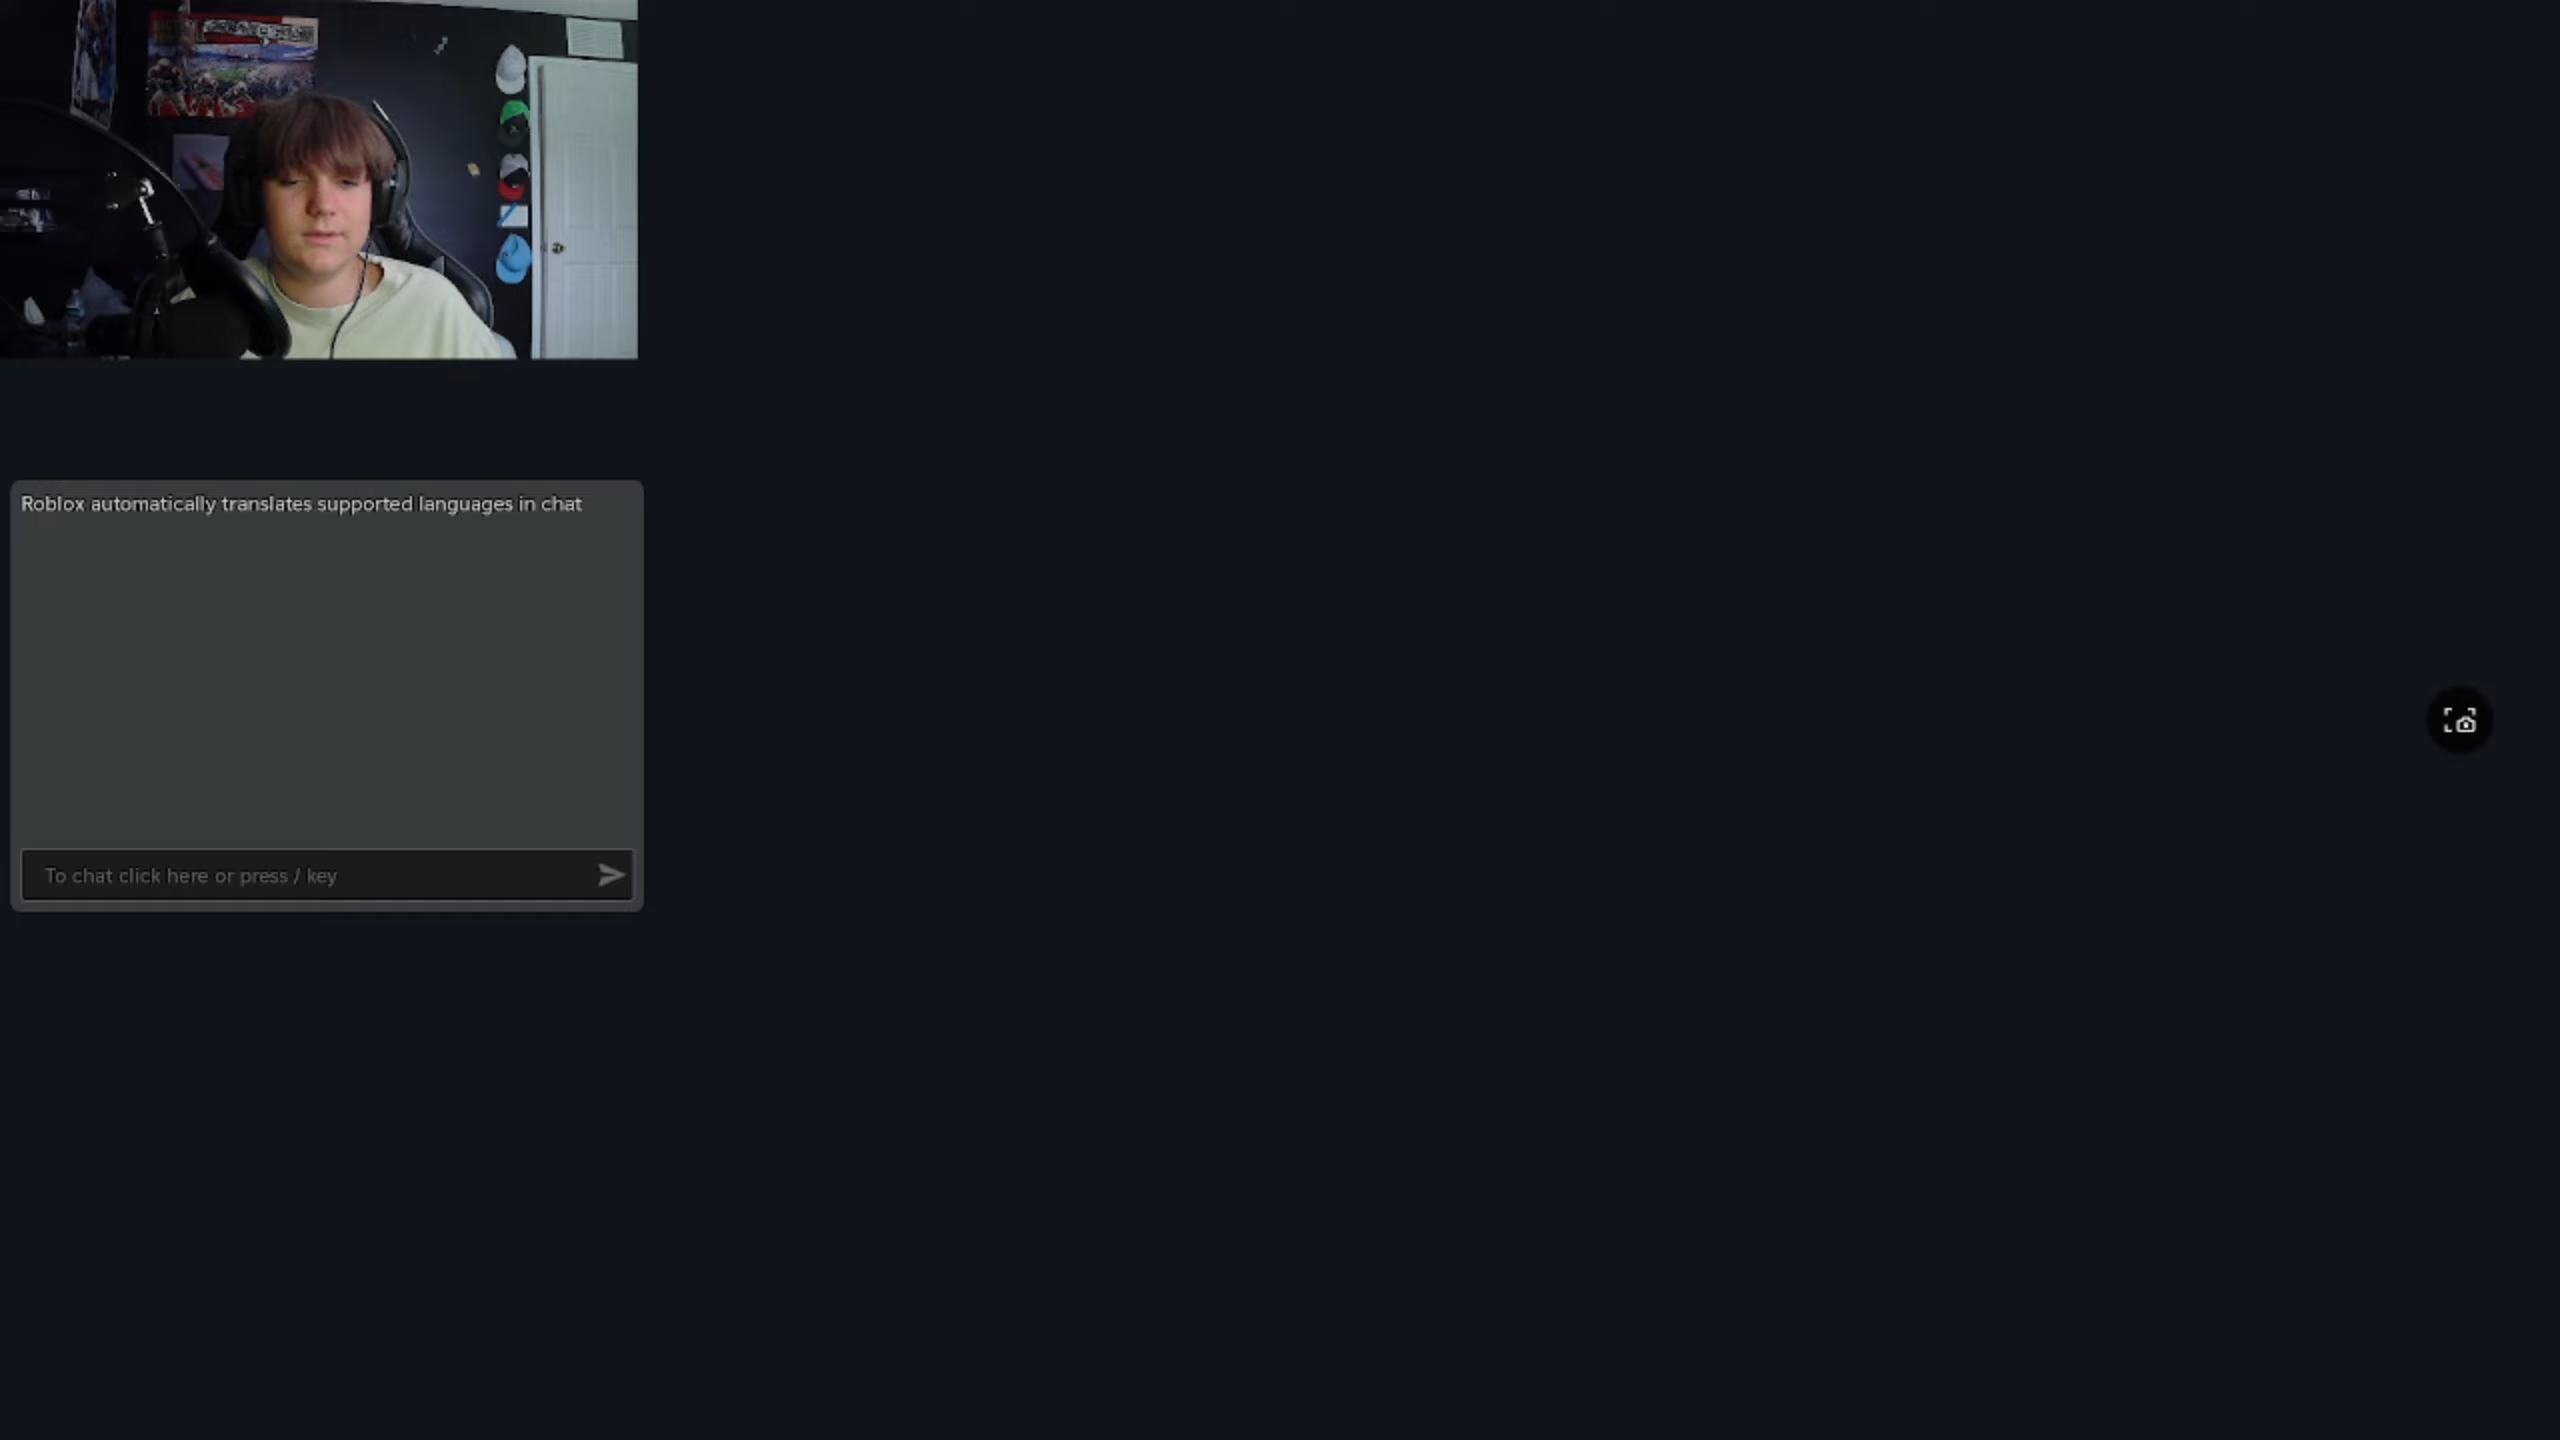 Roblox automatically translates supported languages in chat
To chat click here or press / key